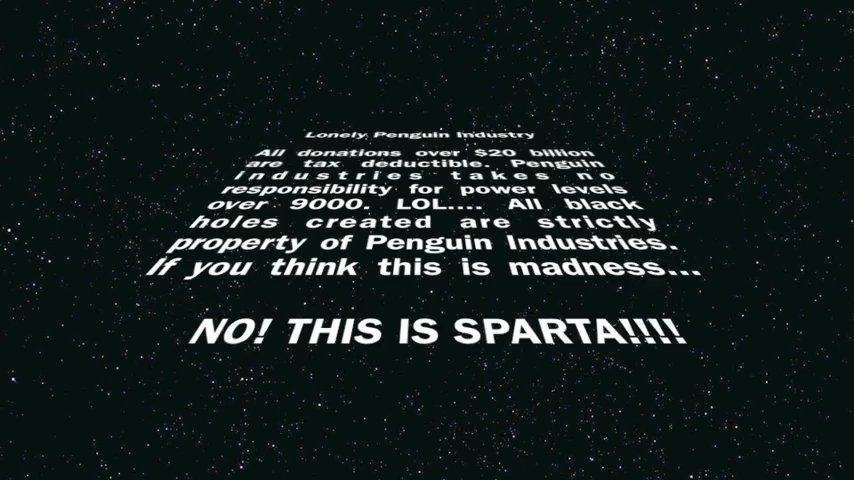 Lonely Penguin Industry
All donations over $20 billion
are tax deductible. Penguin
Industries takes no
responsibility for power levels
over 9000. LOL.... All black
holes created are strictly
property of Penguin Industries.
If you think this is madness...
NO! THIS IS SPARTA!!!!